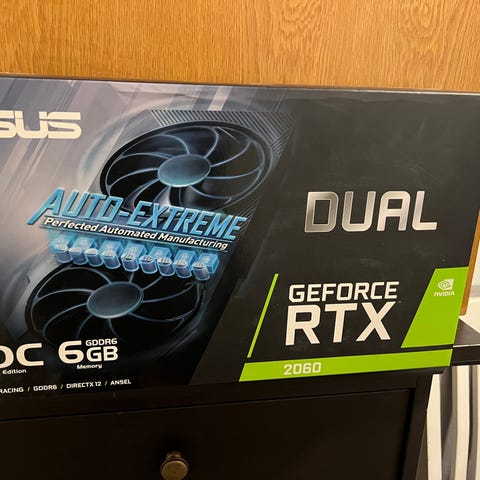 SUS
AUTO-EXTREME
Perfected Automated Manufacturing
DUAL
GEFORCE
RTX
2060
NVIDIA
OC
Edition
6GB
GDDR6
Memory
RACING / GDDR6 / DIRECTX 12 / ANSEL